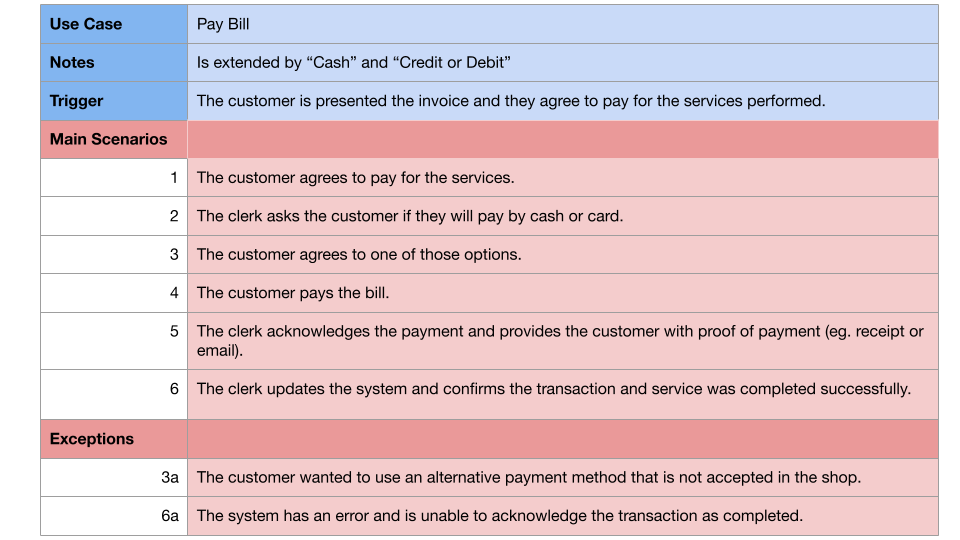 Use Case Pay Bill
Notes Is extended by “Cash” and “Credit or Debit”
Trigger The customer is presented the invoice and they agree to pay for the services performed.
Main Scenarios
1 The customer agrees to pay for the services.
2 The clerk asks the customer if they will pay by cash or card.
3 The customer agrees to one of those options.
4 The customer pays the bill.
5 The clerk acknowledges the payment and provides the customer with proof of payment (eg. receipt or
email).
6 The clerk updates the system and confirms the transaction and service was completed successfully.
Exceptions
3a The customer wanted to use an alternative payment method that is not accepted in the shop.
6a The system has an error and is unable to acknowledge the transaction as completed.